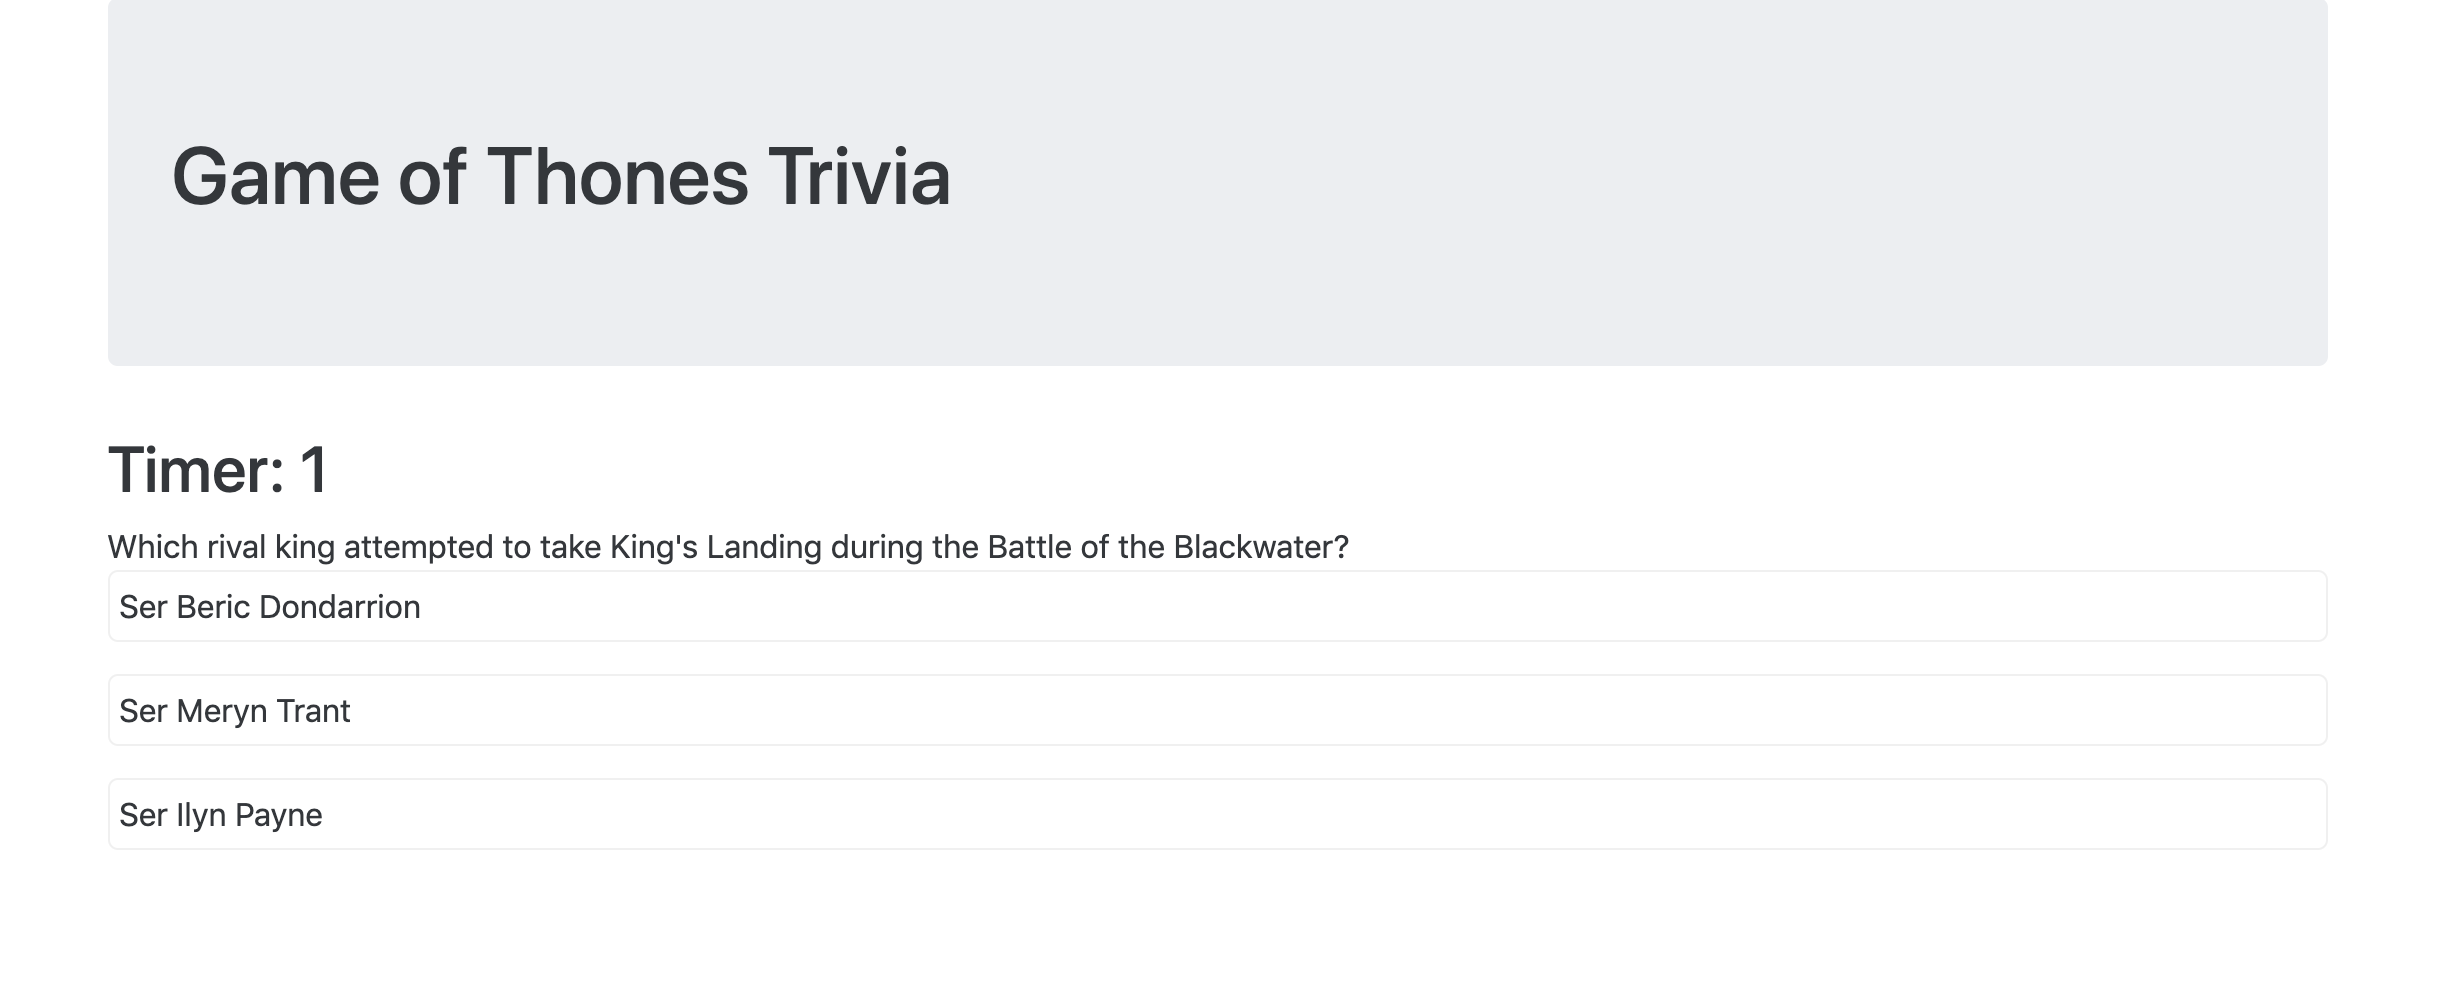 Game of Thones Trivia
Timer: 1
Which rival king attempted to take King's Landing during the Battle of the Blackwater?
Ser Beric Dondarrion
Ser Meryn Trant
Ser Ilyn Payne